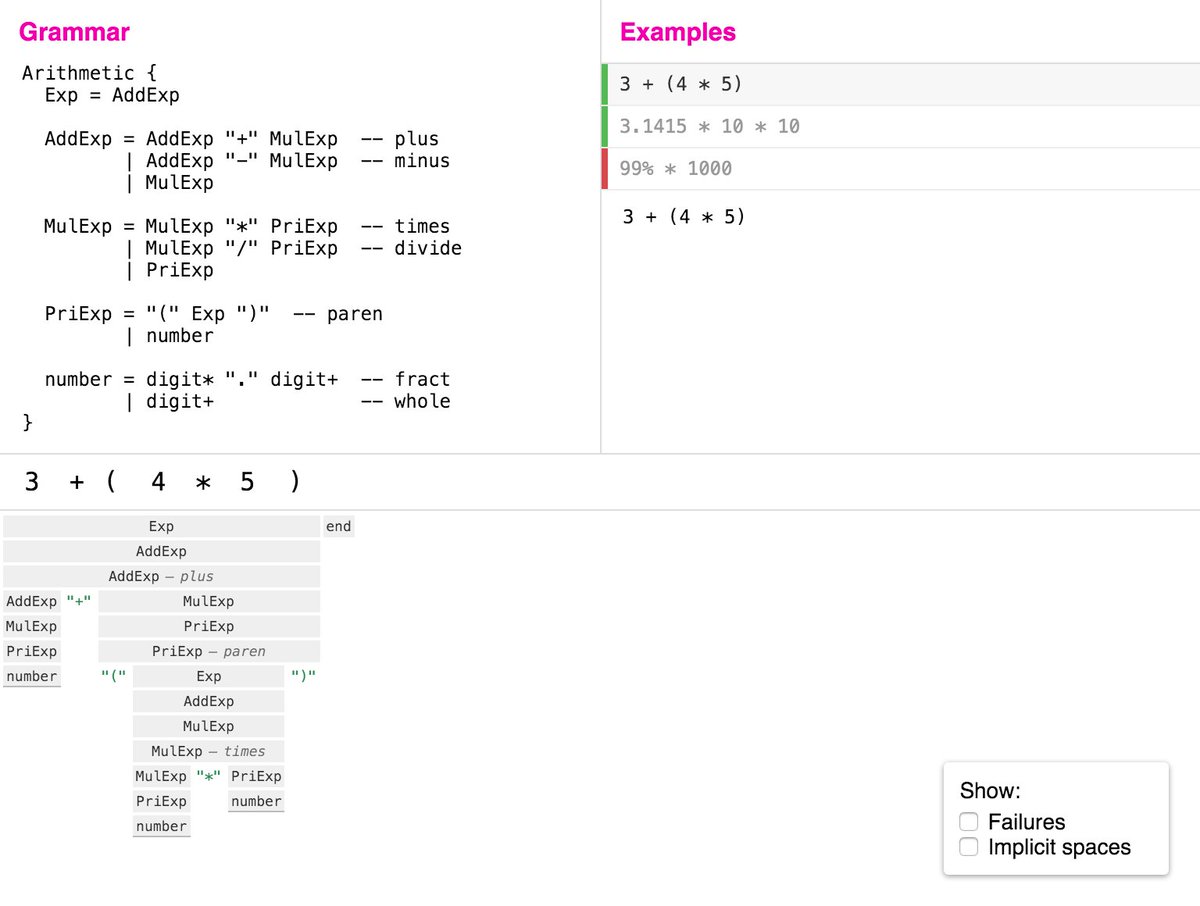 Grammar
Arithmetic {
  Exp = AddExp

  AddExp = AddExp "+" MulExp  -- plus
         | AddExp "-" MulExp  -- minus
         | MulExp

  MulExp = MulExp "*" PriExp  -- times
         | MulExp "/" PriExp  -- divide
         | PriExp

  PriExp = "(" Exp ")"  -- paren
         | number

  number = digit* "." digit+  -- fract
         | digit+             -- whole
}
Examples
3 + (4 * 5)
3.1415 * 10 * 10
99% * 1000
3 + (4 * 5)
3 + ( 4 * 5 )
Exp end
AddExp
AddExp – plus
AddExp "+" MulExp
MulExp PriExp
PriExp PriExp – paren
number "(" Exp ")"
AddExp
MulExp
MulExp – times
MulExp "*" PriExp
PriExp number
number
Show:
Failures
Implicit spaces